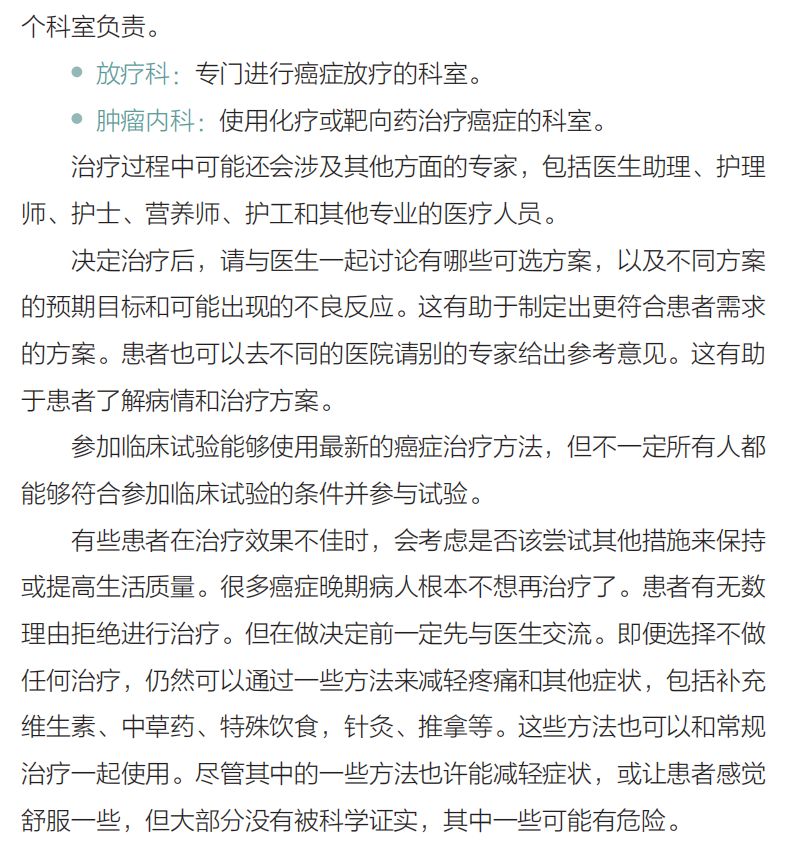 个科室负责。
● 放疗科：专门进行癌症放疗的科室。
● 肿瘤内科：使用化疗或靶向药治疗癌症的科室。
治疗过程中可能还会涉及其他方面的专家，包括医生助理、护理
师、护士、营养师、护工和其他专业的医疗人员。
决定治疗后，请与医生一起讨论有哪些可选方案，以及不同方案
的预期目标和可能出现的不良反应。这有助于制定出更符合患者需求
的方案。患者也可以去不同的医院请别的专家给出参考意见。这有助
于患者了解病情和治疗方案。
参加临床试验能够使用最新的癌症治疗方法，但不一定所有人都
能够符合参加临床试验的条件并参与试验。
有些患者在治疗效果不佳时，会考虑是否该尝试其他措施来保持
或提高生活质量。很多癌症晚期病人根本不想再治疗了。患者有无数
理由拒绝进行治疗。但在做决定前一定先与医生交流。即便选择不做
任何治疗，仍然可以通过一些方法来减轻疼痛和其他症状，包括补充
维生素、中草药、特殊饮食，针灸、推拿等。这些方法也可以和常规
治疗一起使用。尽管其中的一些方法也许能减轻症状，或让患者感觉
舒服一些，但大部分没有被科学证实，其中一些可能有危险。